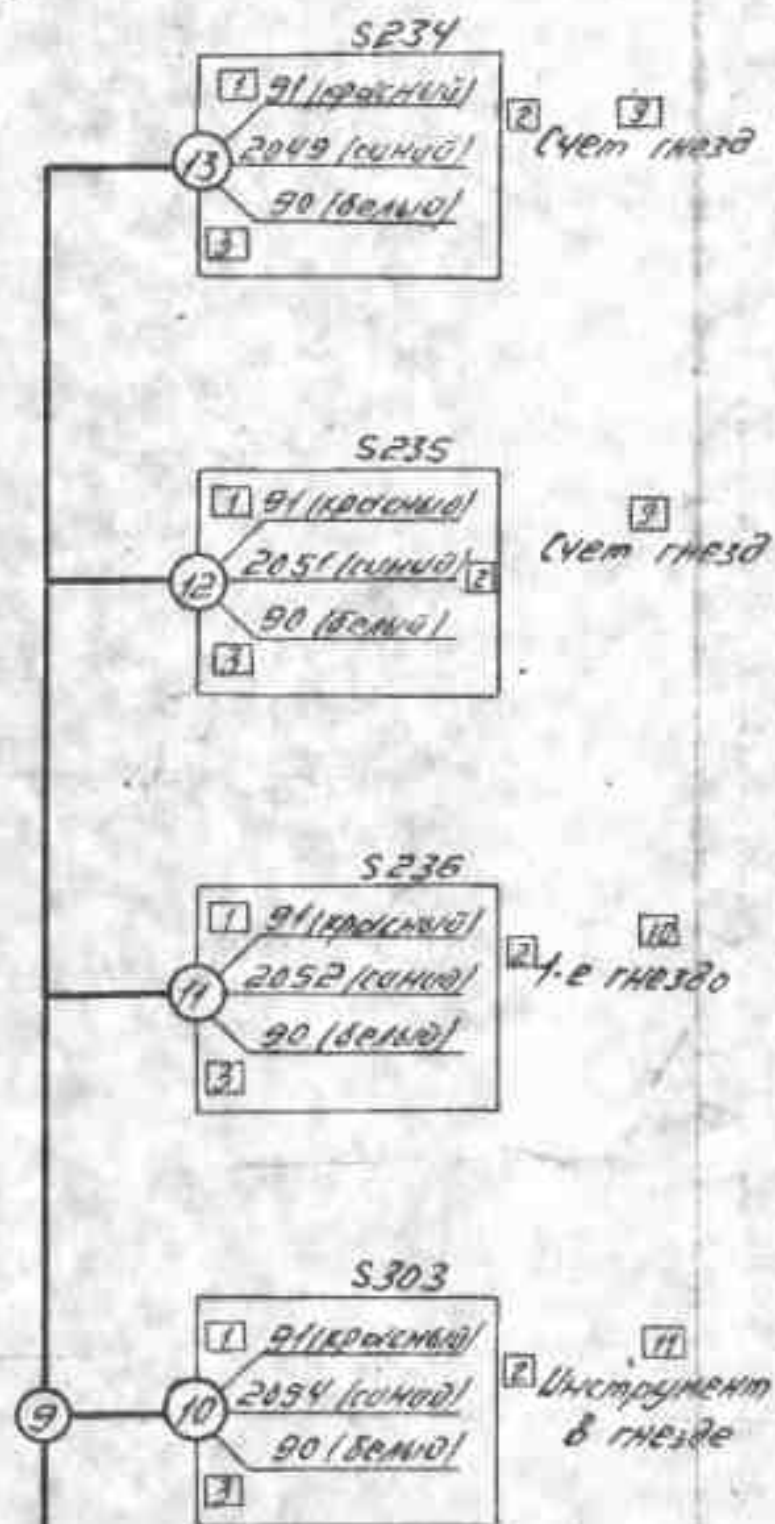 S234
1 91 (красный)
2 9
13 2049 (синий) Счет гнезд
90 (белый)
3
S235
1 91 (красный) 9
Счет гнезд
12 2051 (синий) 2
90 (белый)
3
S236
1 91 (красный) 10
2 1-е гнездо
11 2052 (синий)
90 (белый)
3
S303
1 91 (красный) 11
2 Инструмент
9 10 2094 (синий)
в гнезде
90 (белый)
3